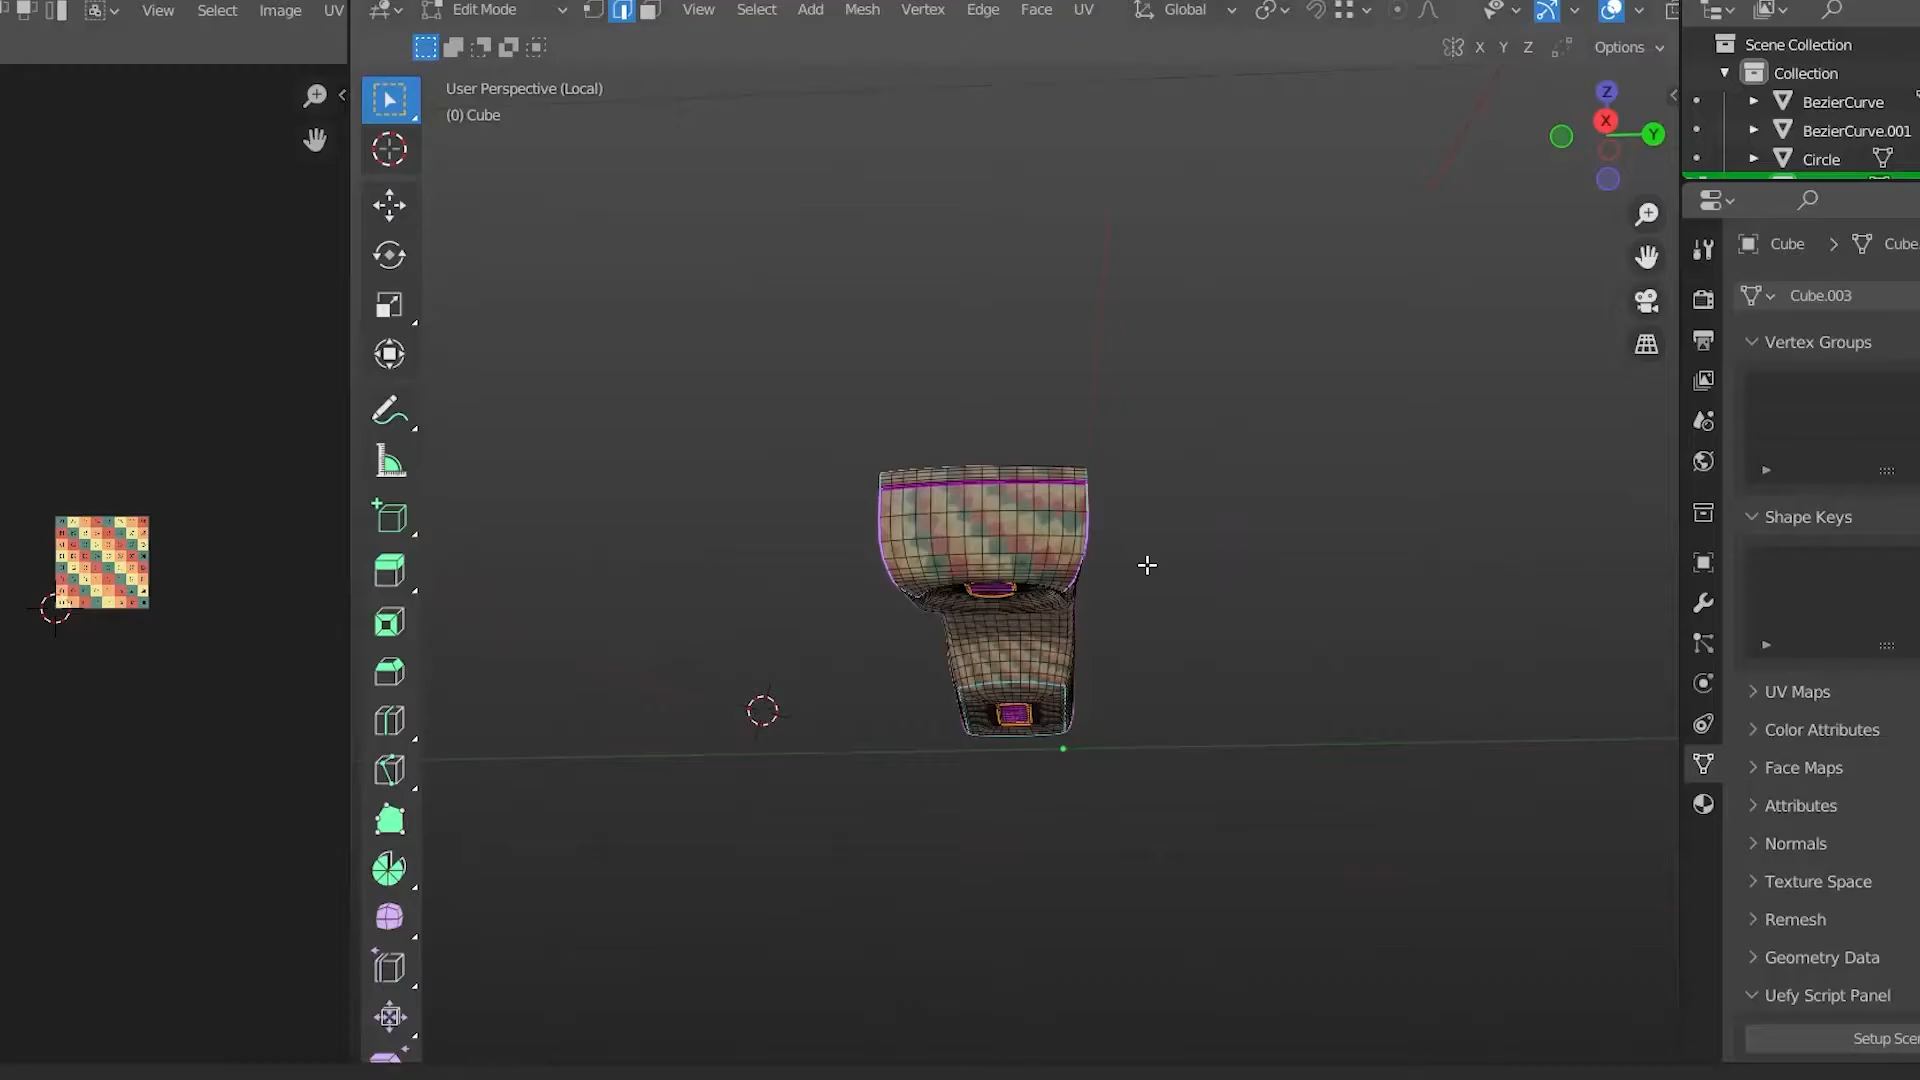 View Select Image UV
Edit Mode View Select Add Mesh Vertex Edge Face UV Global
X Y Z Options
User Perspective (Local)
(0) Cube
Z
X
Y
Scene Collection
Collection
BezierCurve
BezierCurve.001
Circle
Cube Cube.
Cube.003
Vertex Groups
Shape Keys
UV Maps
Color Attributes
Face Maps
Attributes
Normals
Texture Space
Remesh
Geometry Data
Uefy Script Panel
Setup Scen